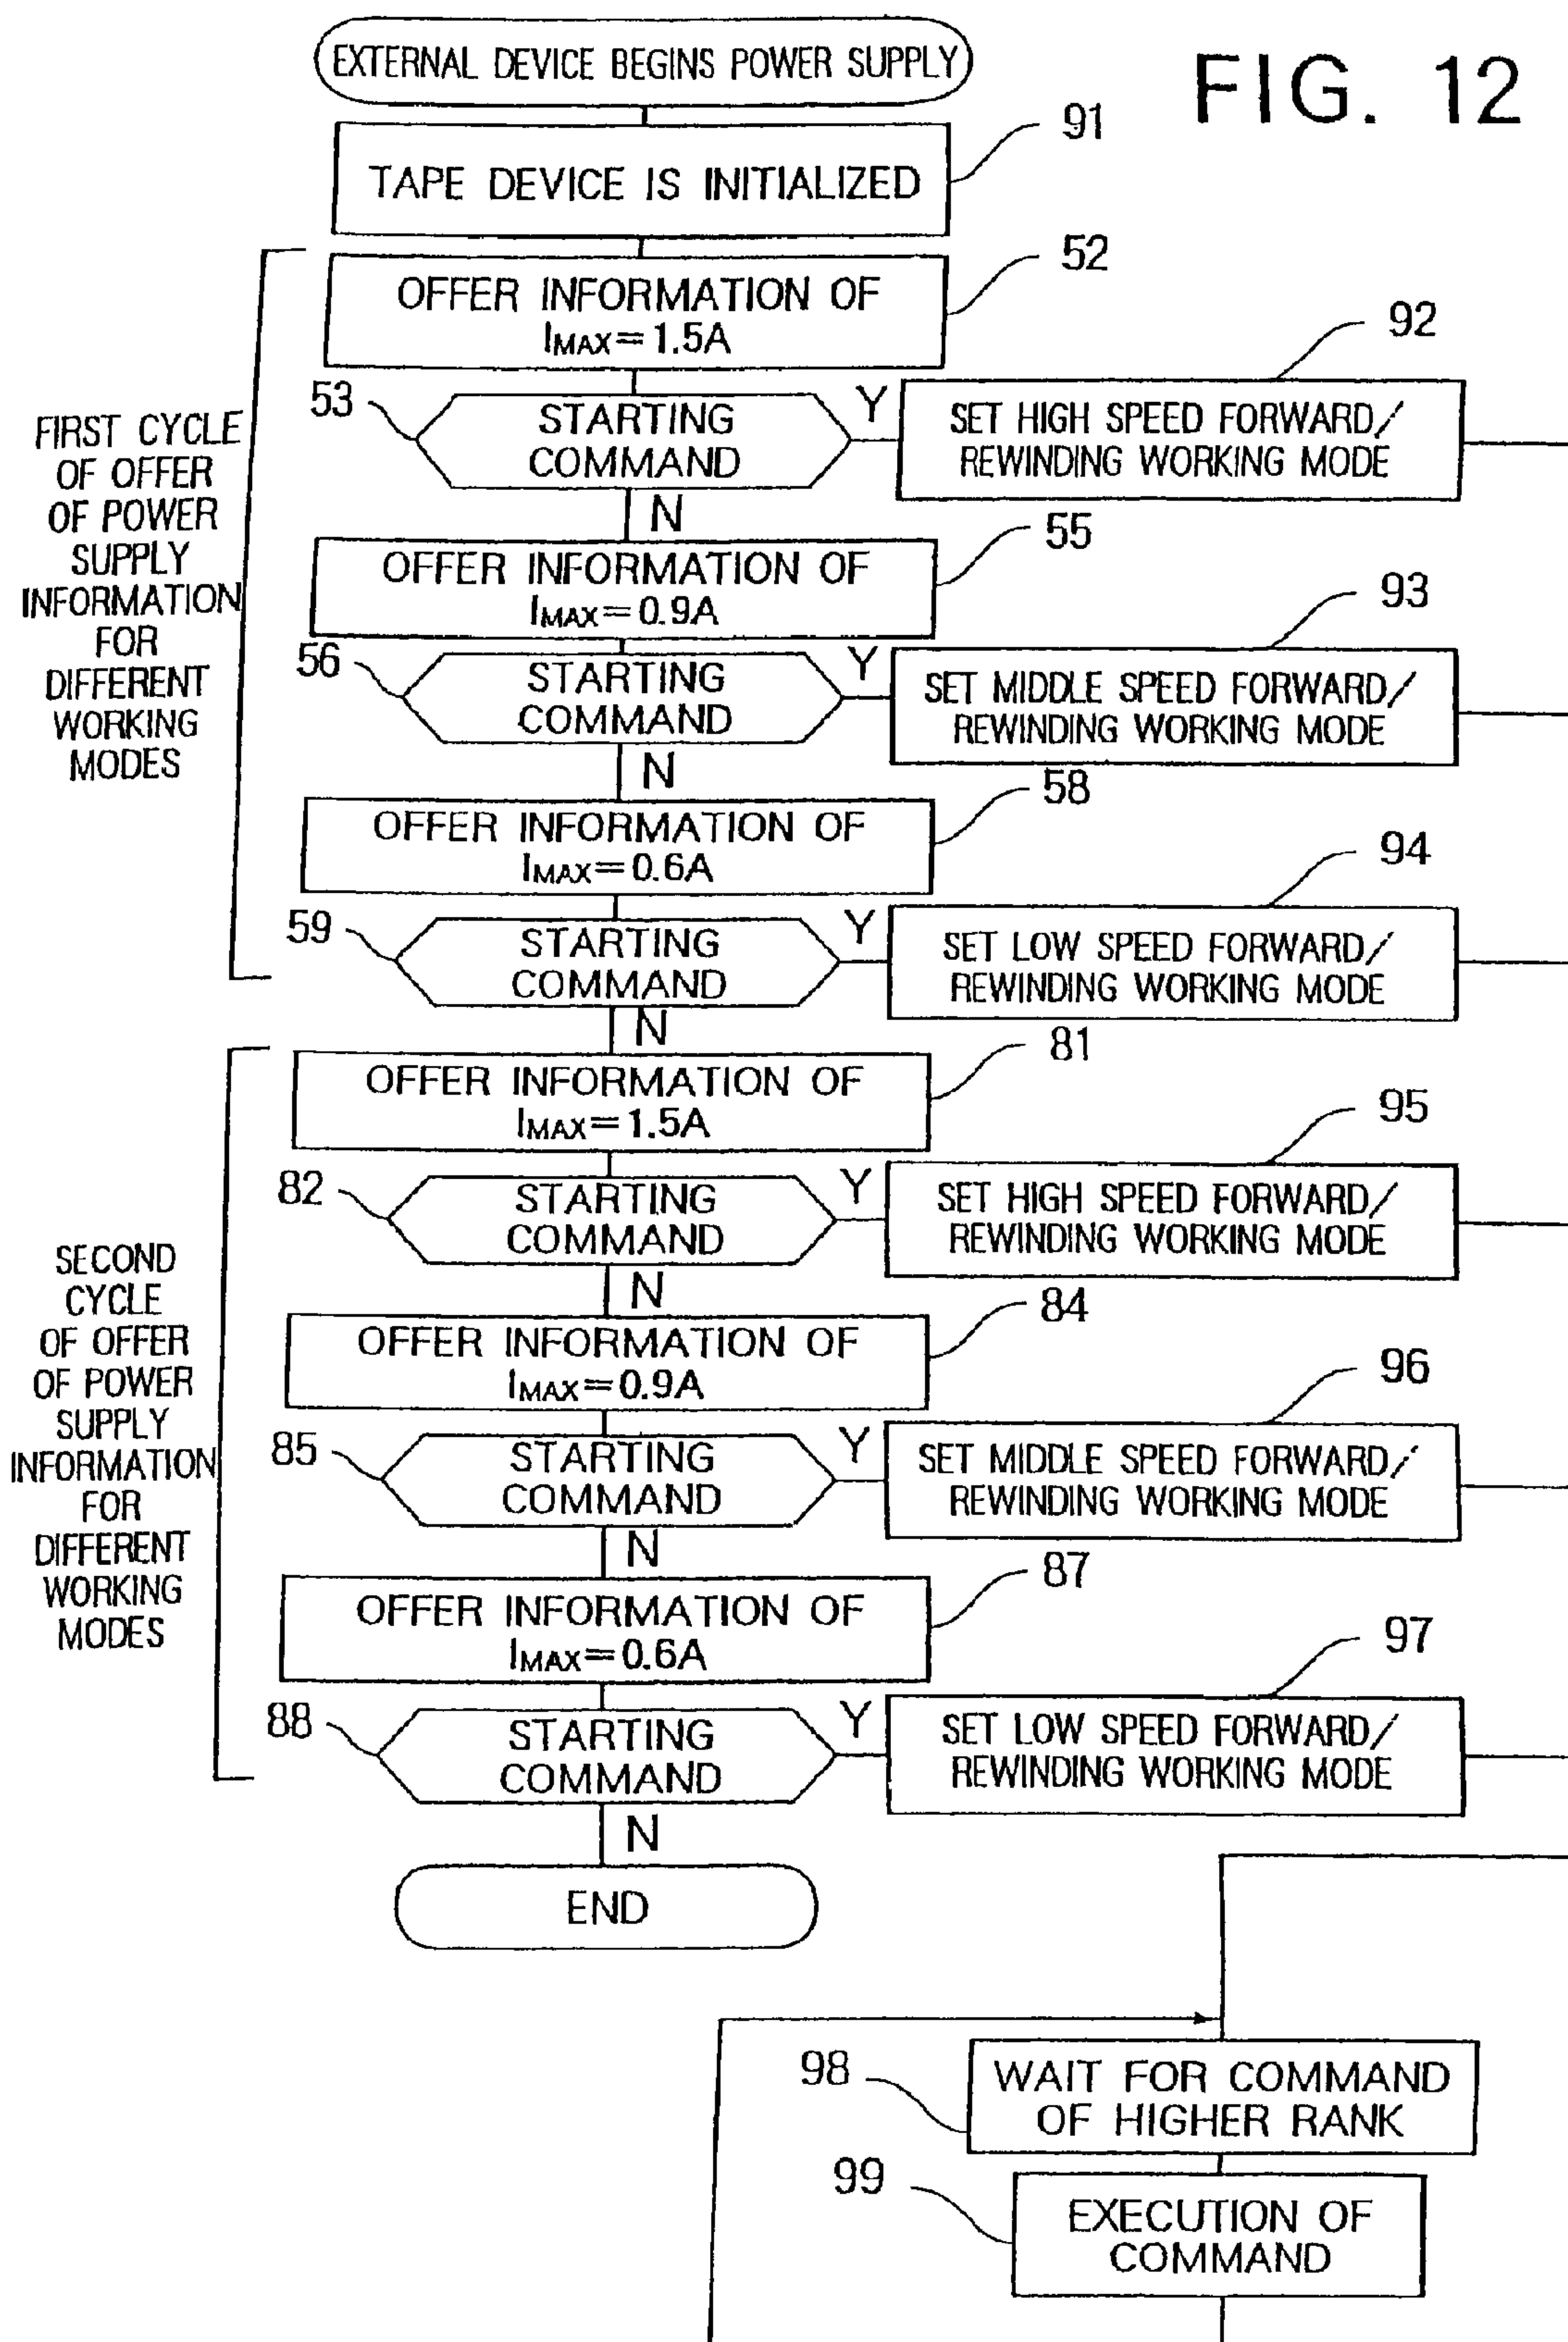 FIG. 12
EXTERNAL DEVICE BEGINS POWER SUPPLY
91
TAPE DEVICE IS INITIALIZED
FIRST CYCLE
OF OFFER
OF POWER
SUPPLY
INFORMATION
FOR
DIFFERENT
WORKING
MODES
52
OFFER INFORMATION OF
IMAX=1.5A
53
STARTING
COMMAND
Y
92
SET HIGH SPEED FORWARD/
REWINDING WORKING MODE
N
55
OFFER INFORMATION OF
IMAX=0.9A
56
STARTING
COMMAND
Y
93
SET MIDDLE SPEED FORWARD/
REWINDING WORKING MODE
N
58
OFFER INFORMATION OF
IMAX=0.6A
59
STARTING
COMMAND
Y
94
SET LOW SPEED FORWARD/
REWINDING WORKING MODE
N
SECOND
CYCLE
OF OFFER
OF POWER
SUPPLY
INFORMATION
FOR
DIFFERENT
WORKING
MODES
81
OFFER INFORMATION OF
IMAX=1.5A
82
STARTING
COMMAND
Y
95
SET HIGH SPEED FORWARD/
REWINDING WORKING MODE
N
84
OFFER INFORMATION OF
IMAX=0.9A
85
STARTING
COMMAND
Y
96
SET MIDDLE SPEED FORWARD/
REWINDING WORKING MODE
N
87
OFFER INFORMATION OF
IMAX=0.6A
88
STARTING
COMMAND
Y
97
SET LOW SPEED FORWARD/
REWINDING WORKING MODE
N
END
98
WAIT FOR COMMAND
OF HIGHER RANK
99
EXECUTION OF
COMMAND